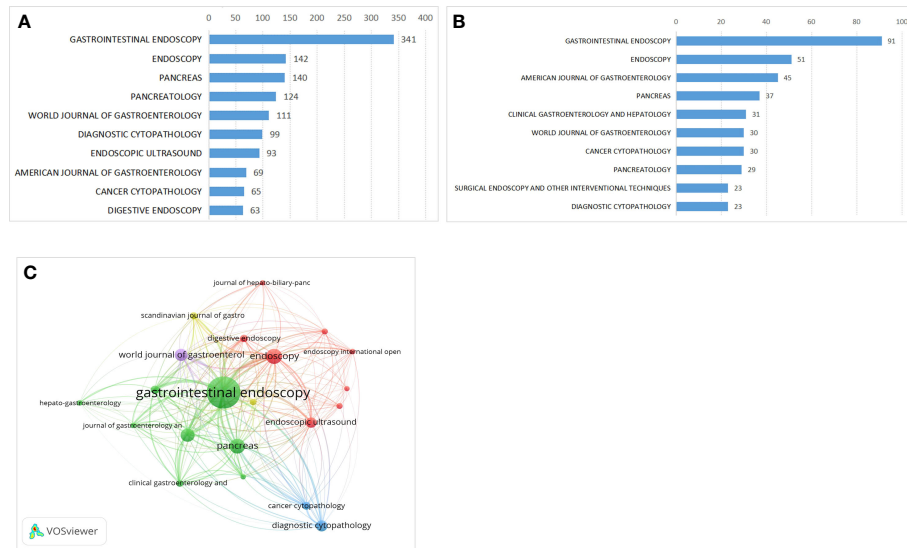 A
0 50 100 150 200 250 300 350 400
GASTROINTESTINAL ENDOSCOPY 341
ENDOSCOPY 142
PANCREAS 140
PANCREATOLOGY 124
WORLD JOURNAL OF GASTROENTEROLOGY 111
DIAGNOSTIC CYTOPATHOLOGY 99
ENDOSCOPIC ULTRASOUND 93
AMERICAN JOURNAL OF GASTROENTEROLOGY 69
CANCER CYTOPATHOLOGY 65
DIGESTIVE ENDOSCOPY 63
B
0 20 40 60 80 100
GASTROINTESTINAL ENDOSCOPY 91
ENDOSCOPY 51
AMERICAN JOURNAL OF GASTROENTEROLOGY 45
PANCREAS 37
CLINICAL GASTROENTEROLOGY AND HEPATOLOGY 31
WORLD JOURNAL OF GASTROENTEROLOGY 30
CANCER CYTOPATHOLOGY 30
PANCREATOLOGY 29
SURGICAL ENDOSCOPY AND OTHER INTERVENTIONAL TECHNIQUES 23
DIAGNOSTIC CYTOPATHOLOGY 23
C
journal of hepato-biliary-panc
scandinavian journal of gastro
digestive endoscopy
world journal of gastroenterol
endoscopy
endoscopy international open
gastrointestinal endoscopy
hepato-gastroenterology
journal of gastroenterology an
endoscopic ultrasound
pancreas
clinical gastroenterology and
cancer cytopathology
diagnostic cytopathology
VOSviewer